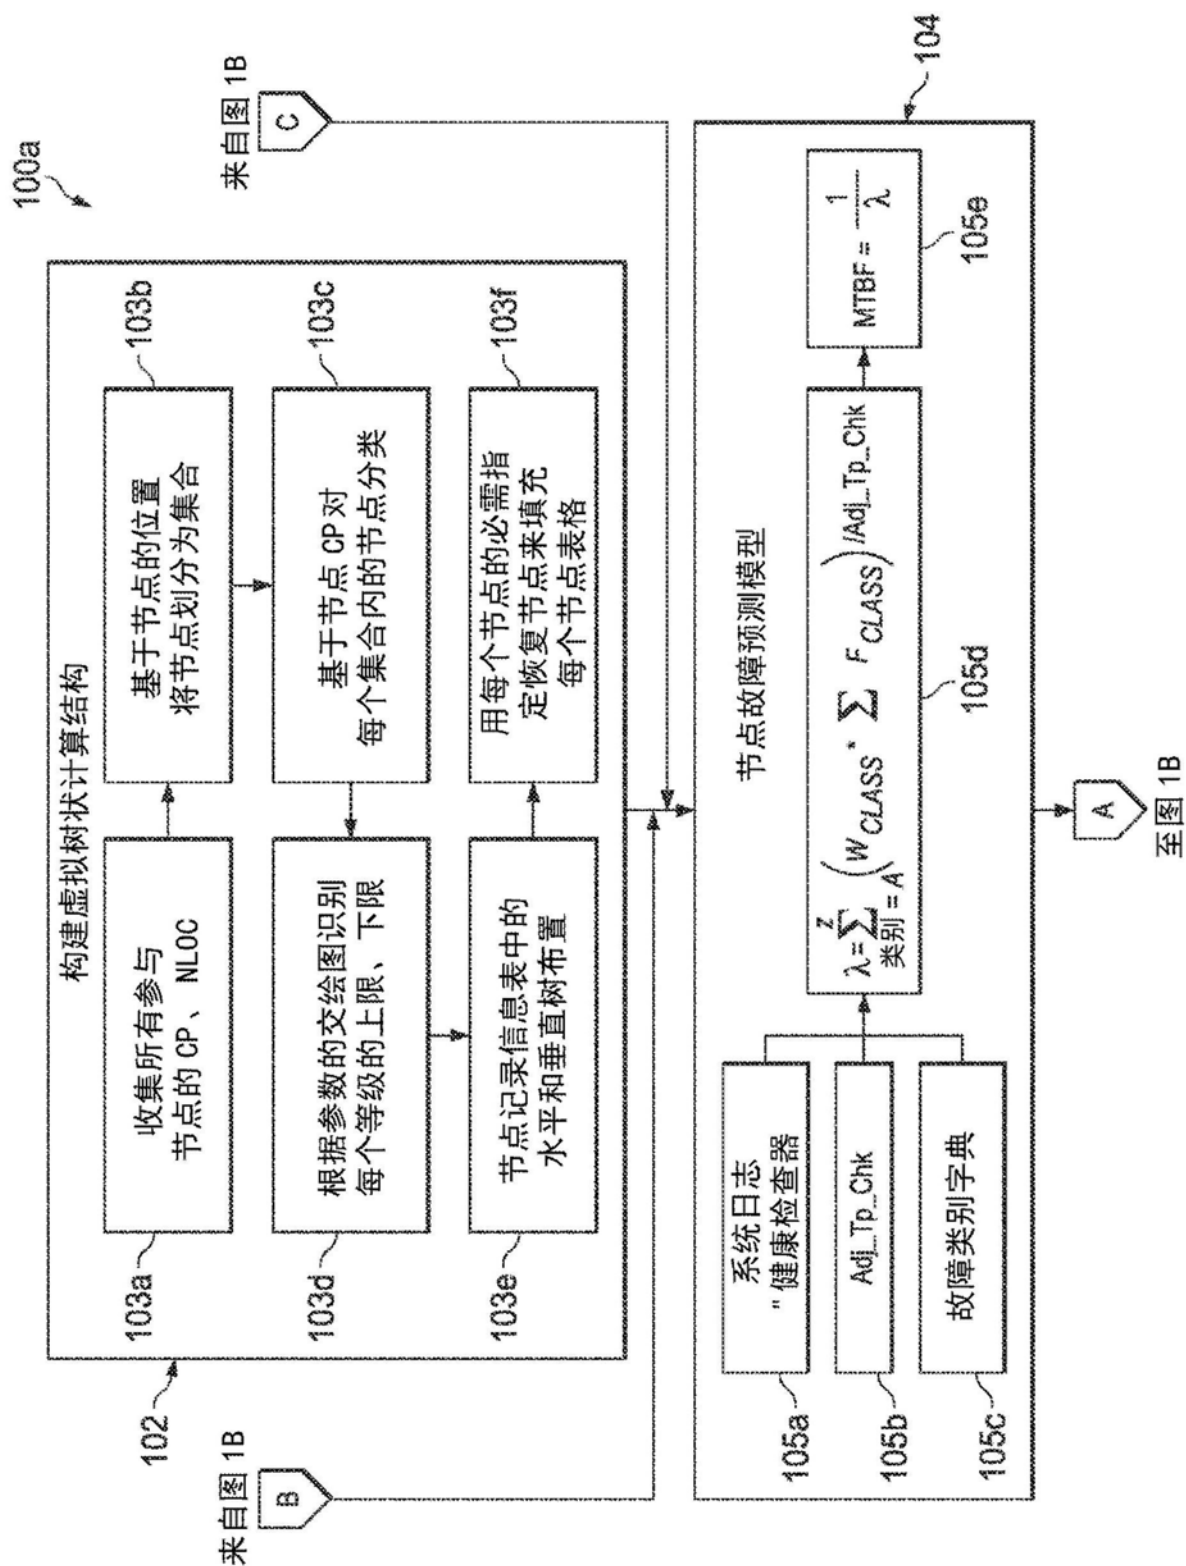 100a
来自图 1B
B
来自图 1B
C
102
构建虚拟树状计算结构
103a
收集所有参与
节点的 CP、NLOC
103b
基于节点的位置
将节点划分为集合
103c
基于节点 CP 对
每个集合内的节点分类
103d
根据参数的交绘图识别
每个等级的上限、下限
103e
节点记录信息表中的
水平和垂直树布置
103f
用每个节点的必需指
定恢复节点来填充
每个节点表格
104
节点故障预测模型
105a
系统日志
"健康检查器
105b
Adj_Tp_Chk
105c
故障类别字典
λ = ∑ Z 类别 = A (W CLASS * ∑ F CLASS) /Adj_Tp_Chk
105d
MTBF = 1/λ
105e
A
至图 1B